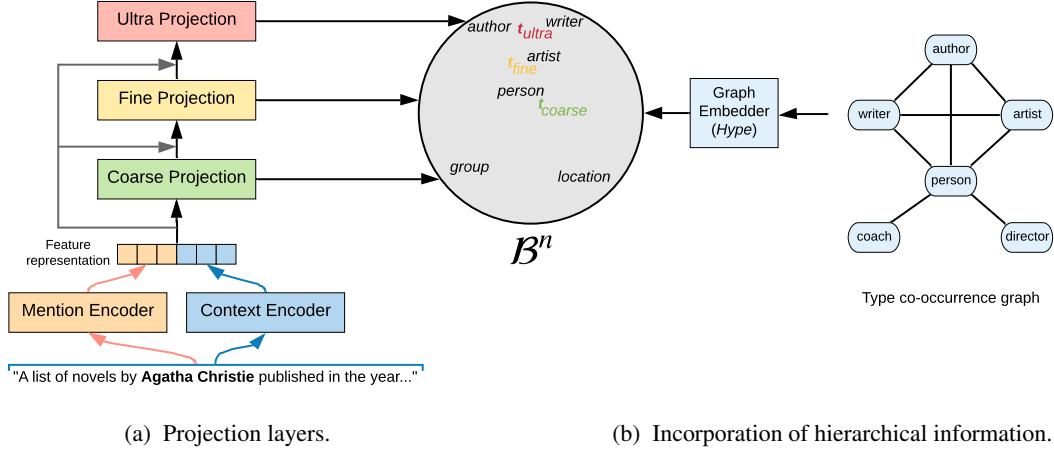 Ultra Projection
Fine Projection
Coarse Projection
Feature
representation
Mention Encoder
Context Encoder
"A list of novels by Agatha Christie published in the year..."
(a) Projection layers.
author
writer
t_ultra
artist
t_fine
person
t_coarse
group
location
ℬⁿ
Graph
Embedder
(Hype)
author
writer
artist
person
coach
director
Type co-occurrence graph
(b) Incorporation of hierarchical information.